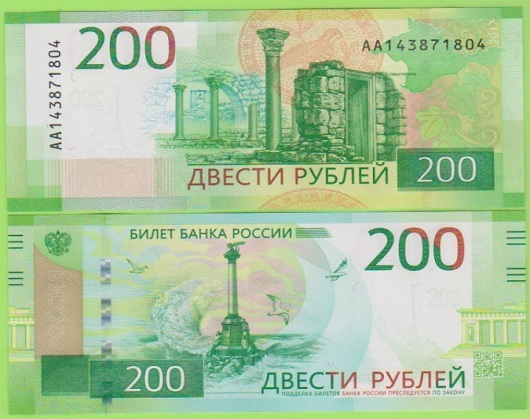 200
АА143871804
АА143871804
ДВЕСТИ РУБЛЕЙ
200
БИЛЕТ БАНКА РОССИИ
200
200
ДВЕСТИ РУБЛЕЙ
ПОДДЕЛКА БИЛЕТОВ БАНКА РОССИИ ПРЕСЛЕДУЕТСЯ ПО ЗАКОНУ